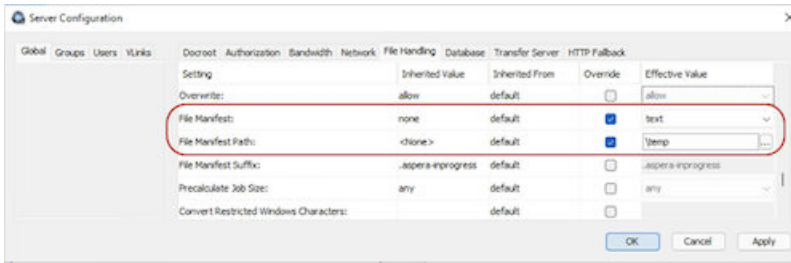 Server Configuration
Global Groups Users VLinks
Docroot Authorization Bandwidth Network File Handling Database Transfer Server HTTP Fallback
Setting Inherited Value Inherited From Override Effective Value
Overwrite: allow default allow
File Manifest: none default text
File Manifest Path: <None> default \temp ...
File Manifest Suffix: .aspera-inprogress default .aspera-inprogress
Precalculate Job Size: any default any
Convert Restricted Windows Characters: default
OK Cancel Apply